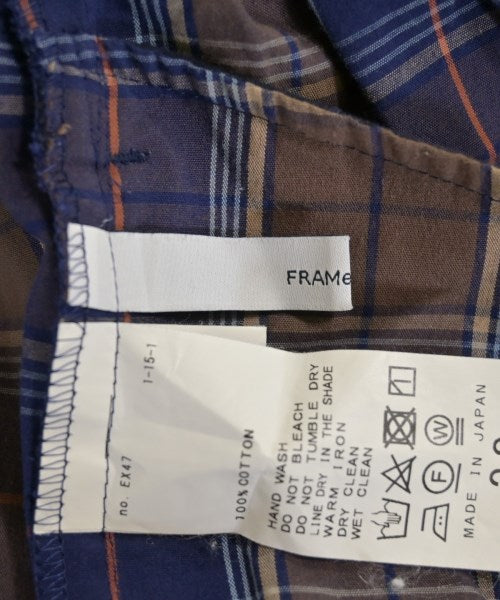 FRAMe
1-15-1
no. EX47
100% COTTON
HAND WASH
DO NOT BLEACH
DO NOT TUMBLE DRY
LINE DRY IN THE SHADE
WARM IRON
DRY CLEAN
WET CLEAN
W
F
MADE IN JAPAN